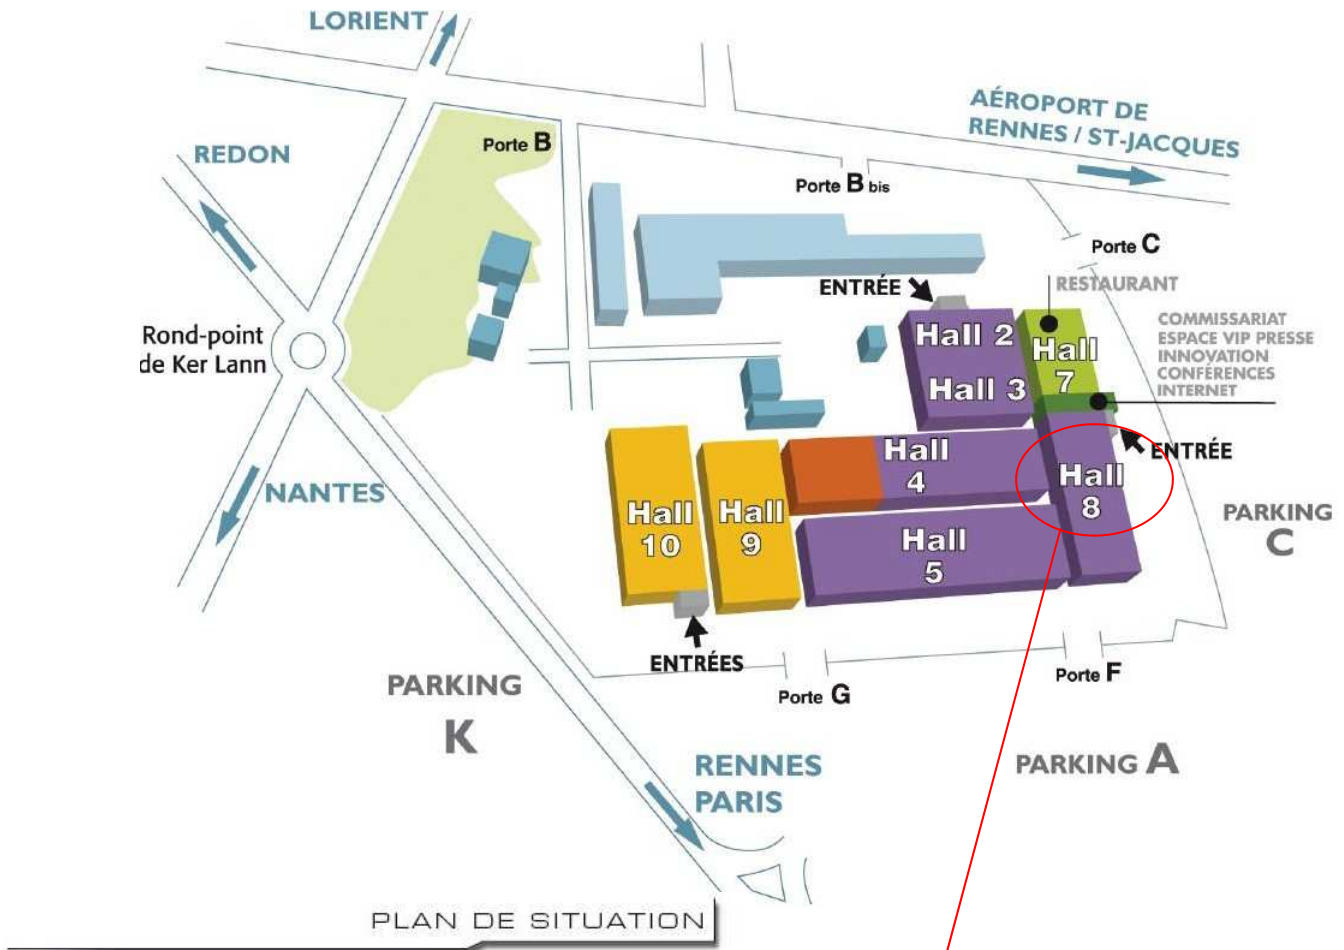 LORIENT
AÉROPORT DE
RENNES / ST-JACQUES
REDON
Porte B
Porte B bis
Porte C
ENTRÉE
RESTAURANT
Rond-point
de Ker Lann
Hall 2
Hall 3
Hall
7
COMMISSARIAT
ESPACE VIP PRESSE
INNOVATION
CONFÉRENCES
INTERNET
ENTRÉE
NANTES
Hall
10
Hall
9
Hall
4
Hall
5
Hall
8
PARKING
C
ENTRÉES
Porte G
Porte F
PARKING
K
RENNES
PARIS
PARKING A
PLAN DE SITUATION